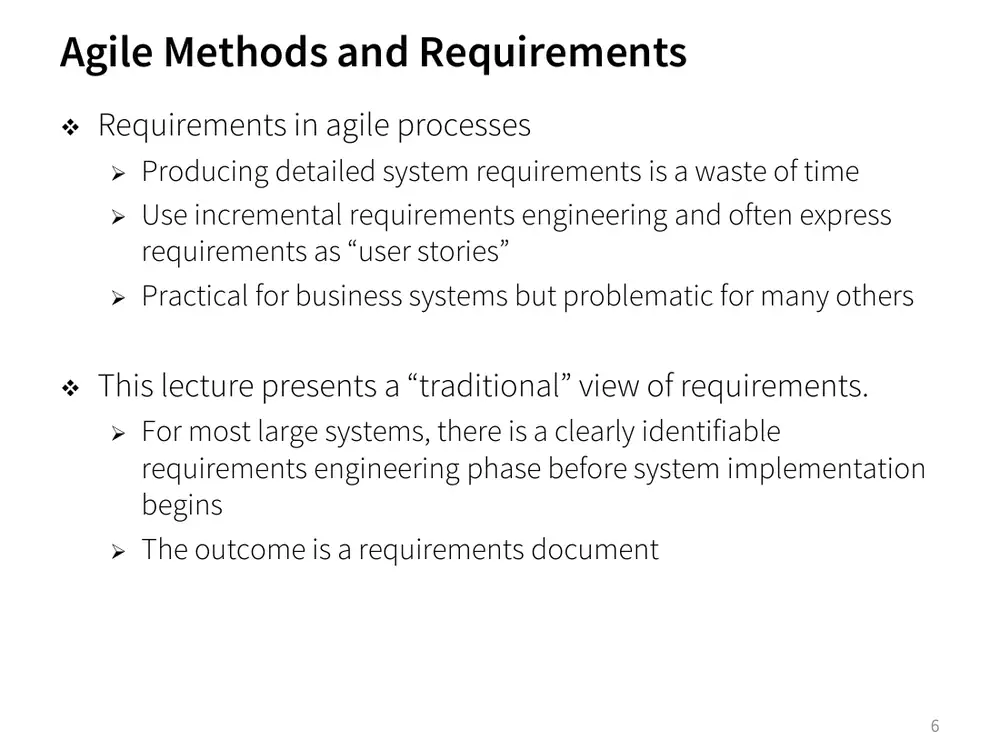 Agile Methods and Requirements
❖ Requirements in agile processes
➢ Producing detailed system requirements is a waste of time
➢ Use incremental requirements engineering and often express
requirements as “user stories”
➢ Practical for business systems but problematic for many others
❖ This lecture presents a “traditional” view of requirements.
➢ For most large systems, there is a clearly identifiable
requirements engineering phase before system implementation
begins
➢ The outcome is a requirements document
6